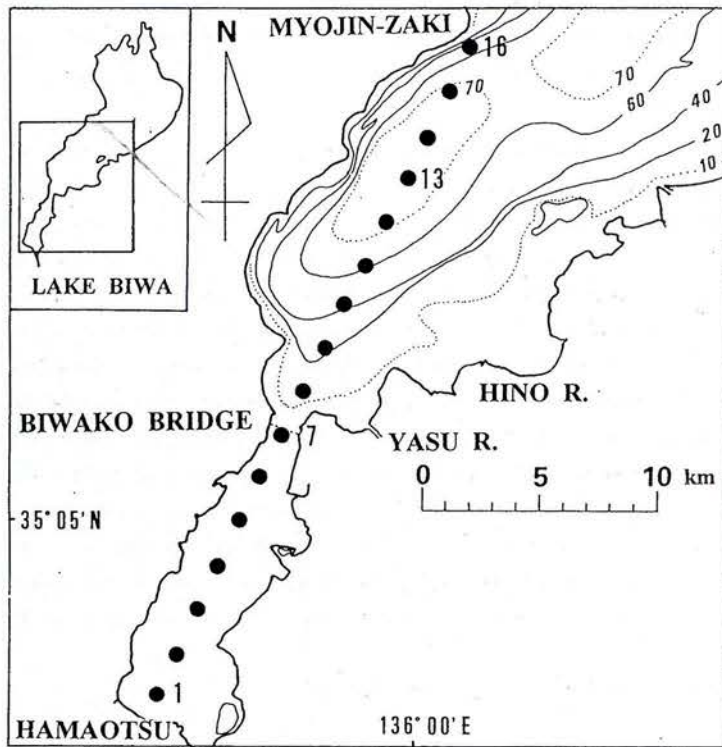 MYOJIN-ZAKI
N
16
70
70
60
40
20
10
13
LAKE BIWA
HINO R.
BIWAKO BRIDGE
7
YASU R.
0 5 10 km
35°05'N
1
HAMAOTSU
136°00'E